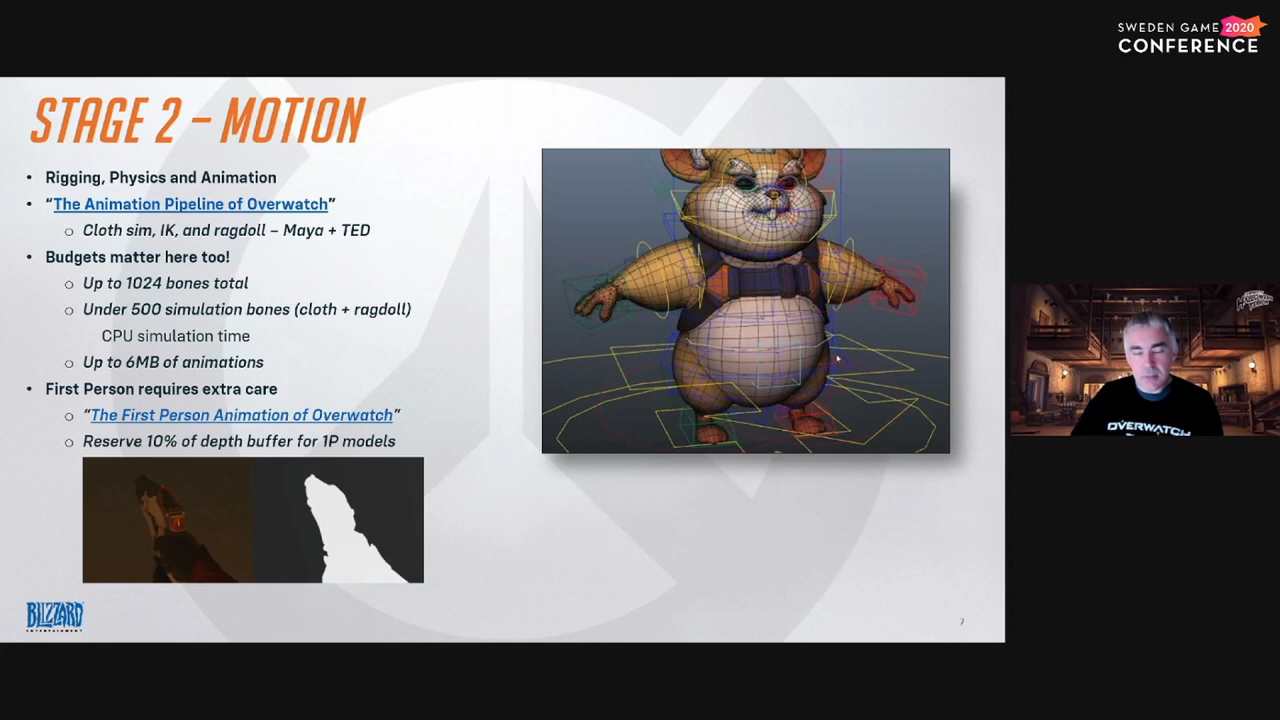 SWEDEN GAME 2020
CONFERENCE
STAGE 2 – MOTION
• Rigging, Physics and Animation
• “The Animation Pipeline of Overwatch”
o Cloth sim, IK, and ragdoll – Maya + TED
• Budgets matter here too!
o Up to 1024 bones total
o Under 500 simulation bones (cloth + ragdoll)
CPU simulation time
o Up to 6MB of animations
• First Person requires extra care
o “The First Person Animation of Overwatch”
o Reserve 10% of depth buffer for 1P models
OVERWATCH
BLIZZARD
ENTERTAINMENT
7